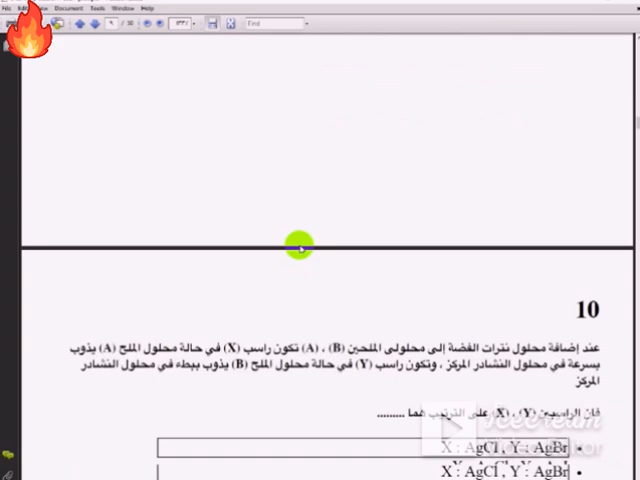 File Edit View Document Tools Window Help
Find
10
عند إضافة محلول نترات الفضة إلى محلولى الملحين (B) ، (A) تكون راسب (X) في حالة محلول الملح (A) يذوب
بسرعة في محلول النشادر المركز ، وتكون راسب (Y) في حالة محلول الملح (B) يذوب ببطء في محلول النشادر
المركز
فإن الراسبين (Y) ، (X) على الترتيب هما .........
X : AgCl , Y : AgBr •
X : AgCl , Y : AgBr •
icecream